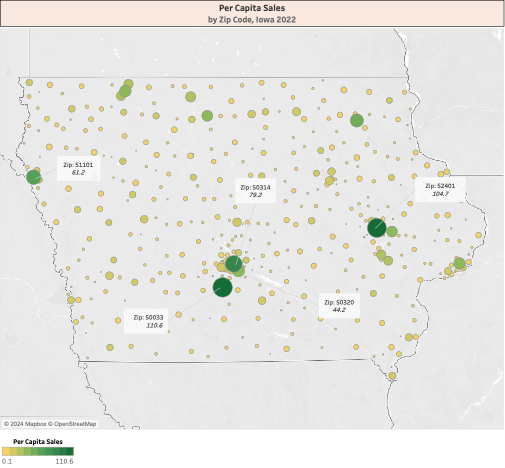 Per Capita Sales
by Zip Code, Iowa 2022
Zip: 51101
61.2
Zip: 50314
79.2
Zip: 52401
104.7
Zip: 50033
110.6
Zip: 50320
44.2
© 2024 Mapbox © OpenStreetMap
Per Capita Sales
0.1 110.6